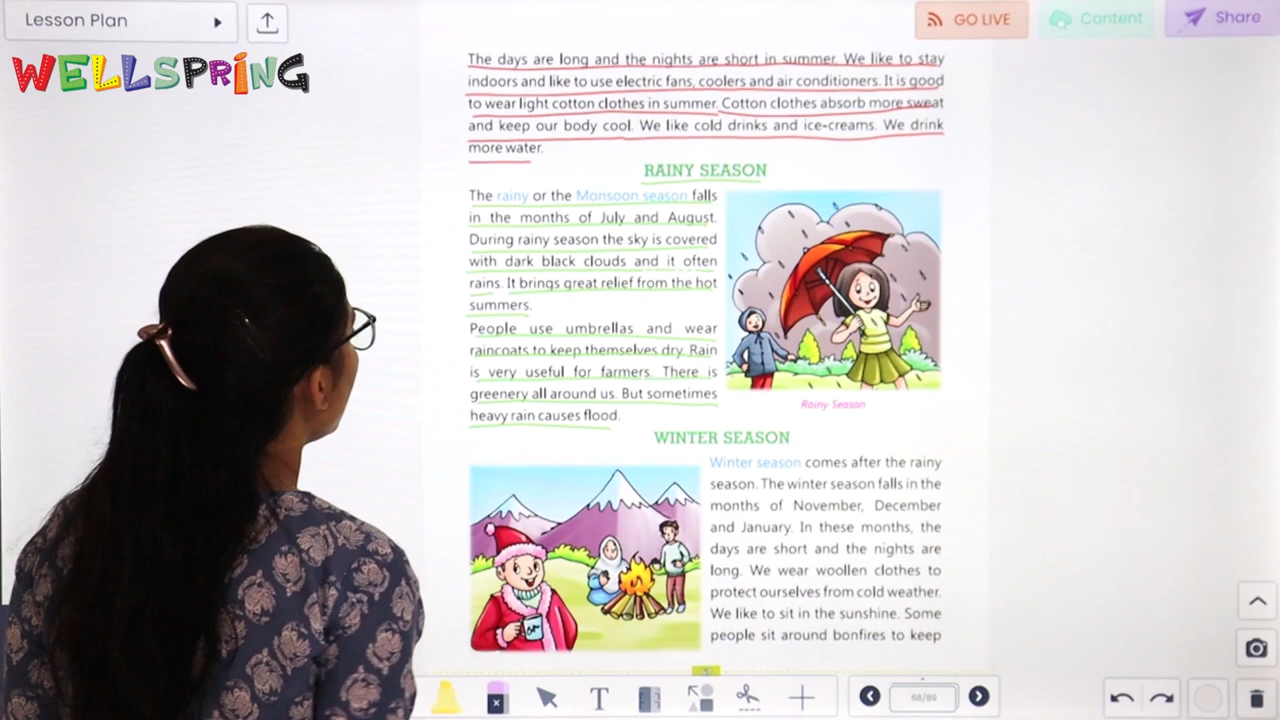 Lesson Plan
GO LIVE
Content
Share
WELLSPRiNG
The days are long and the nights are short in summer. We like to stay
indoors and like to use electric fans, coolers and air conditioners. It is good
to wear light cotton clothes in summer. Cotton clothes absorb more sweat
and keep our body cool. We like cold drinks and ice-creams. We drink
more water.
RAINY SEASON
The rainy or the Monsoon season falls
in the months of July and August.
During rainy season the sky is covered
with dark black clouds and it often
rains. It brings great relief from the hot
summers.
People use umbrellas and wear
raincoats to keep themselves dry. Rain
is very useful for farmers. There is
greenery all around us. But sometimes
heavy rain causes flood.
Rainy Season
WINTER SEASON
Winter season comes after the rainy
season. The winter season falls in the
months of November, December
and January. In these months, the
days are short and the nights are
long. We wear woollen clothes to
protect ourselves from cold weather.
We like to sit in the sunshine. Some
people sit around bonfires to keep
T
68/89